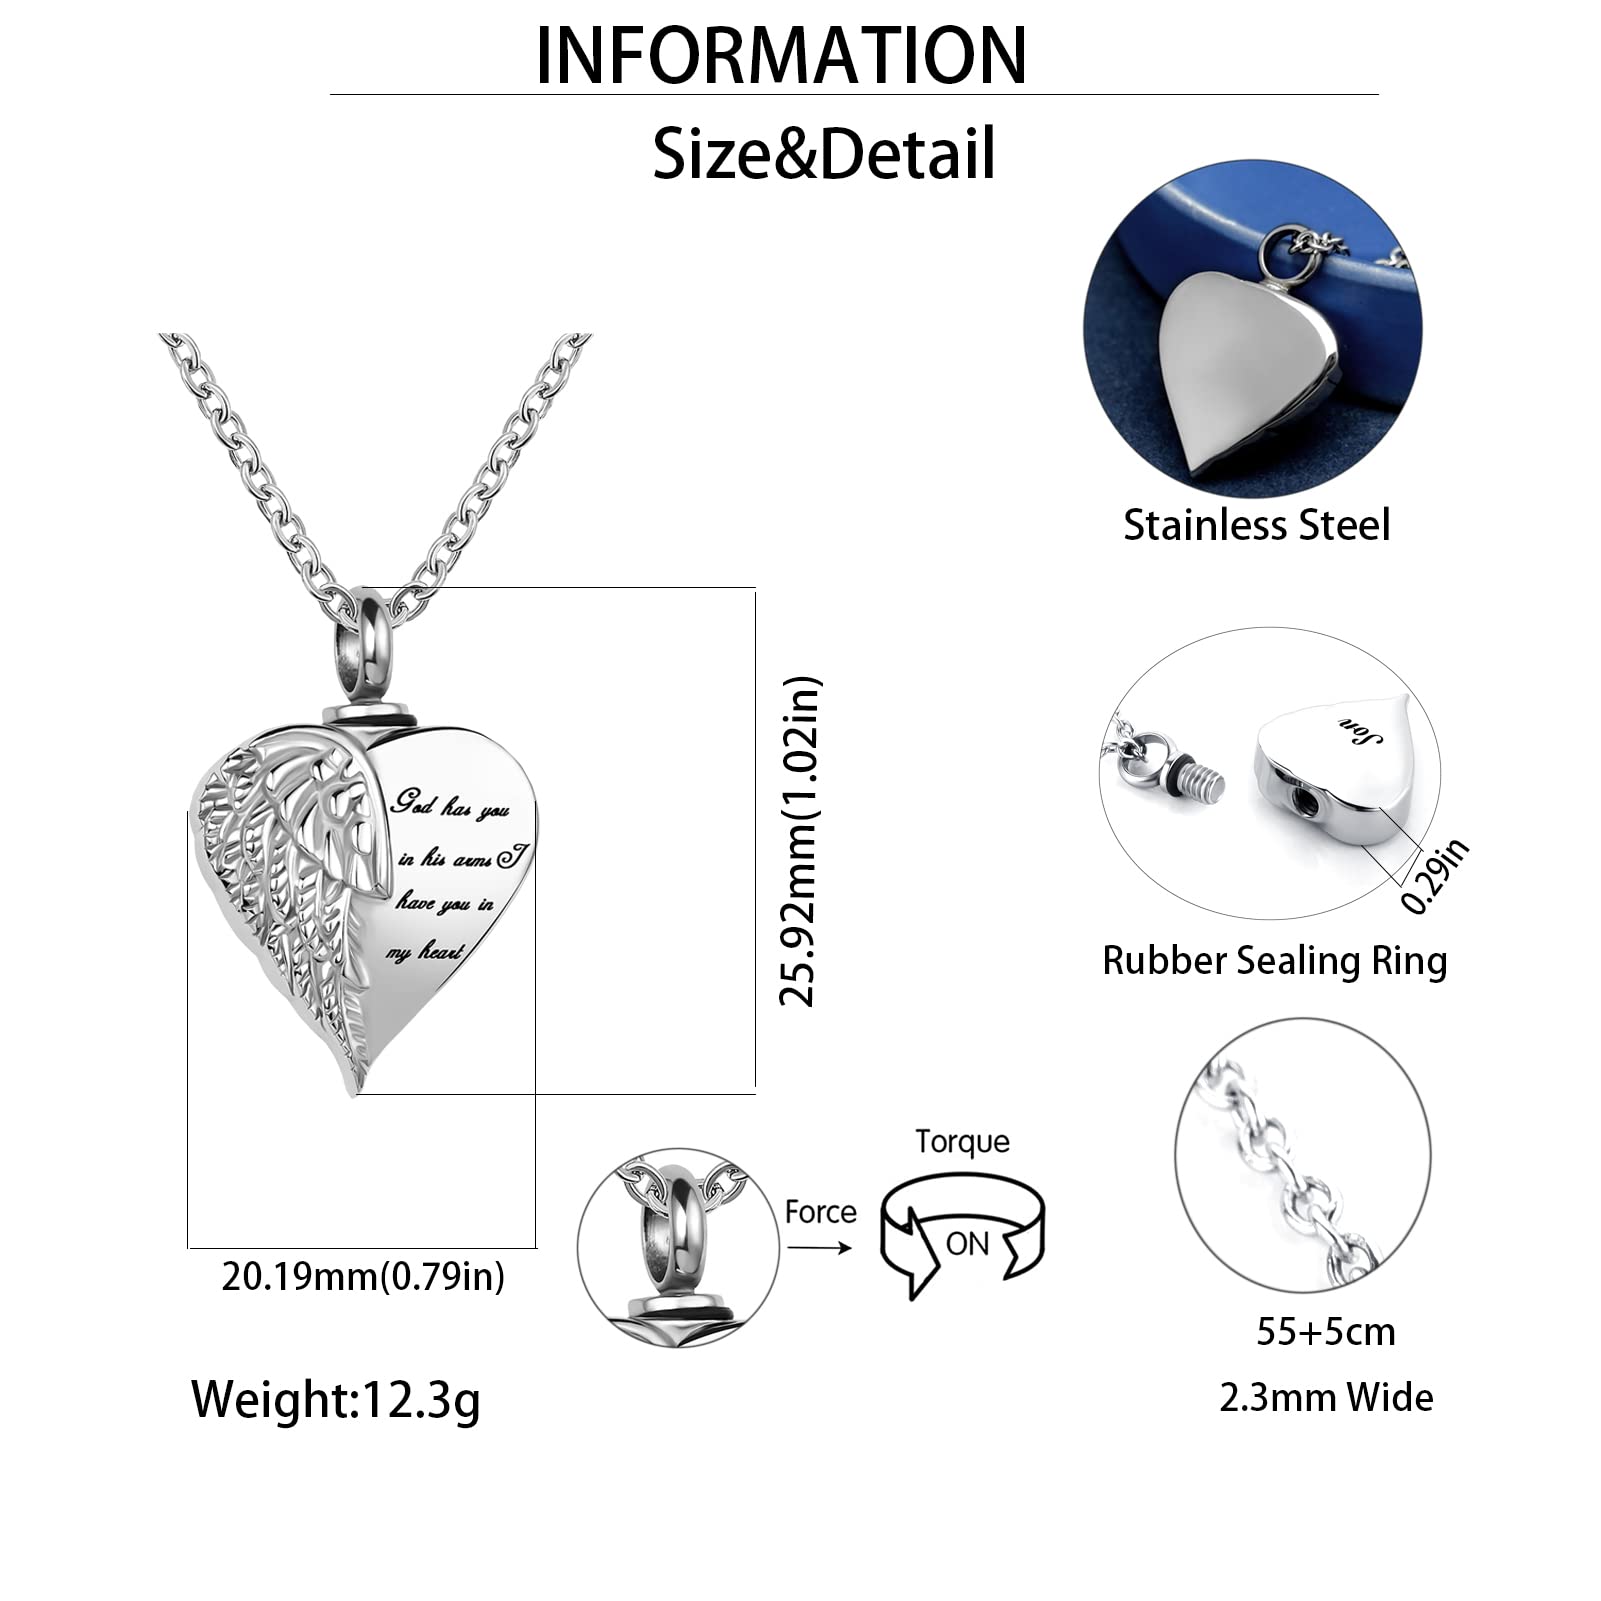 INFORMATION
Size&Detail
Stainless Steel
God has you
in his arms I
have you in
my heart
25.92mm(1.02in)
20.19mm(0.79in)
Weight:12.3g
Son
0.29in
Rubber Sealing Ring
Force
Torque
ON
55+5cm
2.3mm Wide